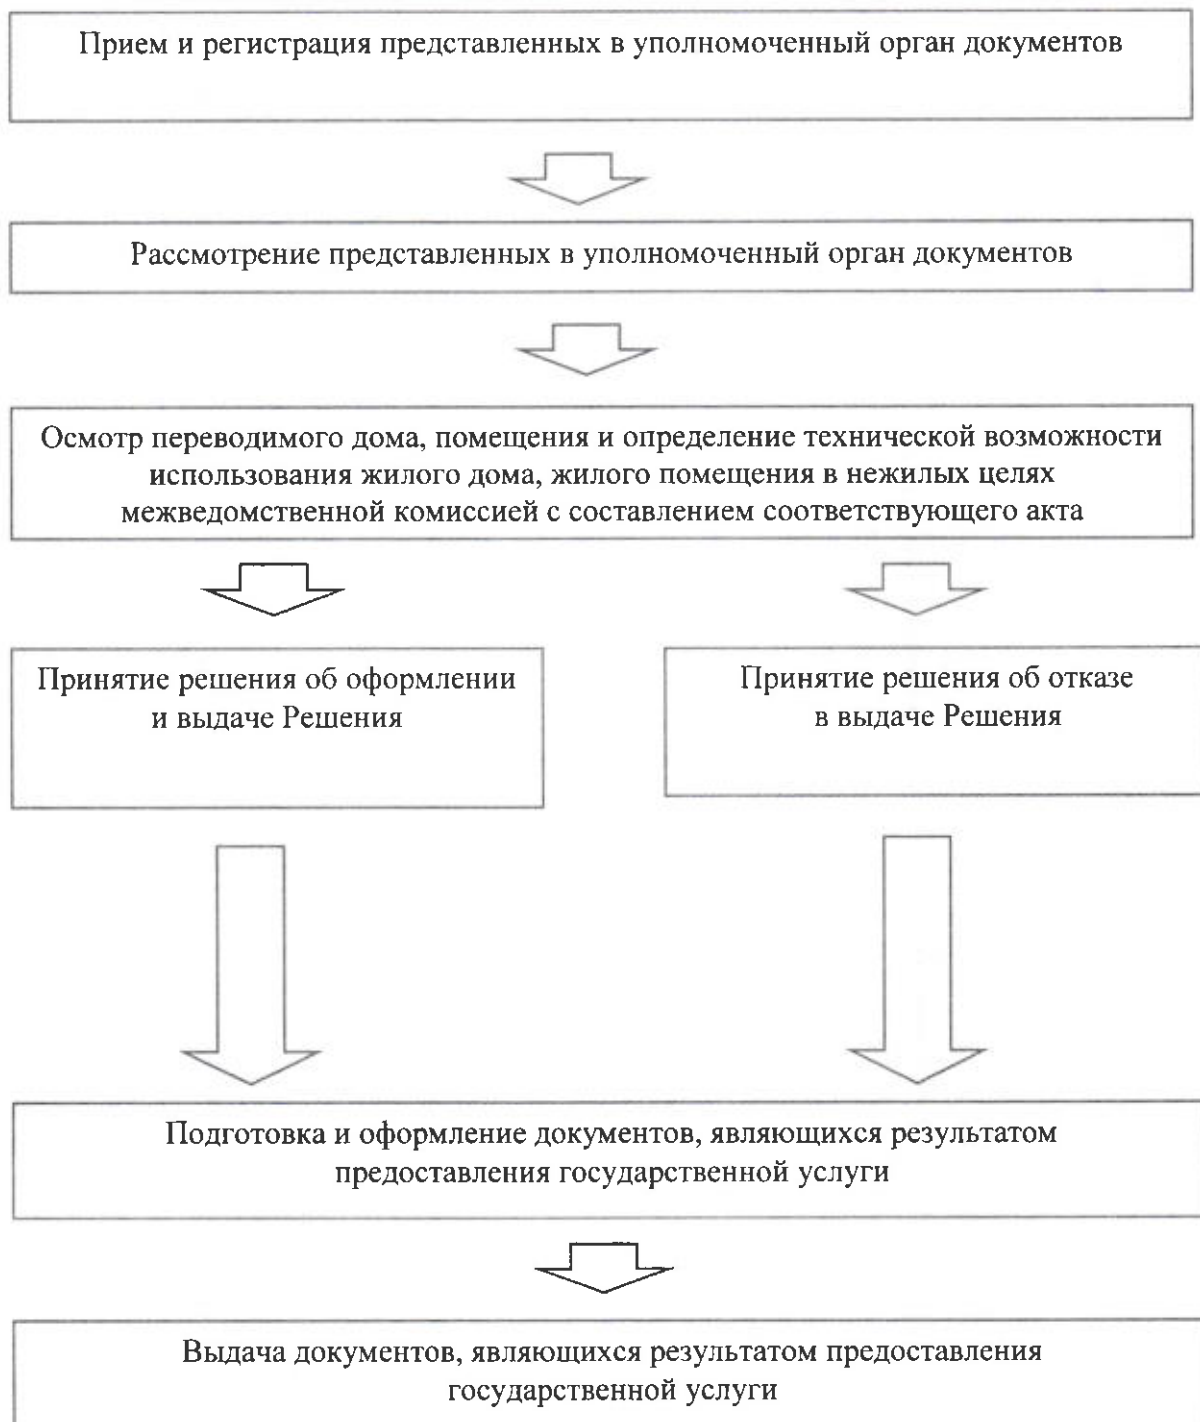 Прием и регистрация представленных в уполномоченный орган документов
Рассмотрение представленных в уполномоченный орган документов
Осмотр переводимого дома, помещения и определение технической возможности
использования жилого дома, жилого помещения в нежилых целях
межведомственной комиссией с составлением соответствующего акта
Принятие решения об оформлении
и выдаче Решения
Принятие решения об отказе
в выдаче Решения
Подготовка и оформление документов, являющихся результатом
предоставления государственной услуги
Выдача документов, являющихся результатом предоставления
государственной услуги